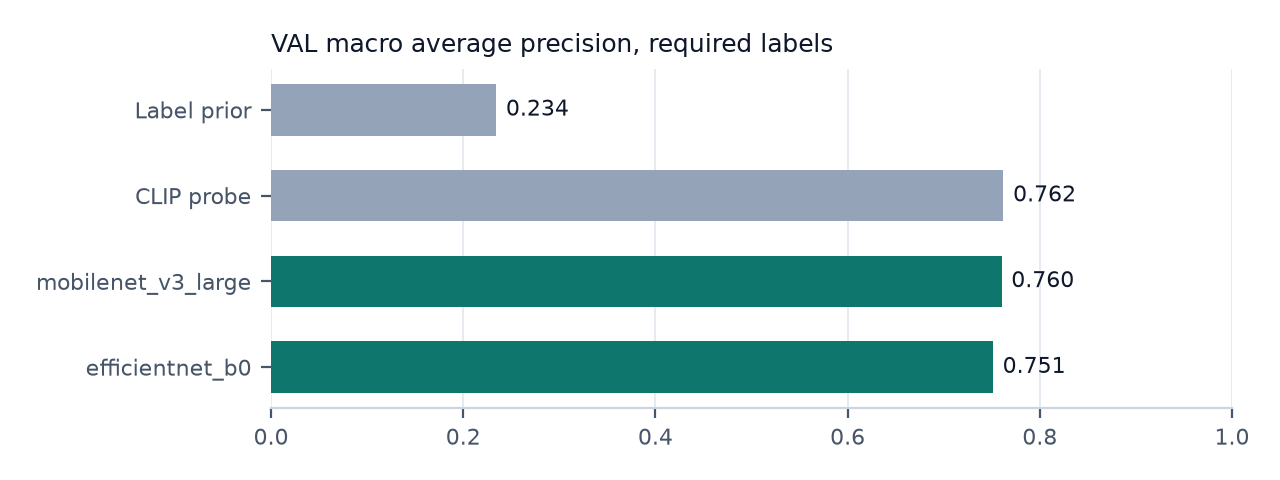 VAL macro average precision, required labels
Label prior 0.234
CLIP probe 0.762
mobilenet_v3_large 0.760
efficientnet_b0 0.751
0.0 0.2 0.4 0.6 0.8 1.0